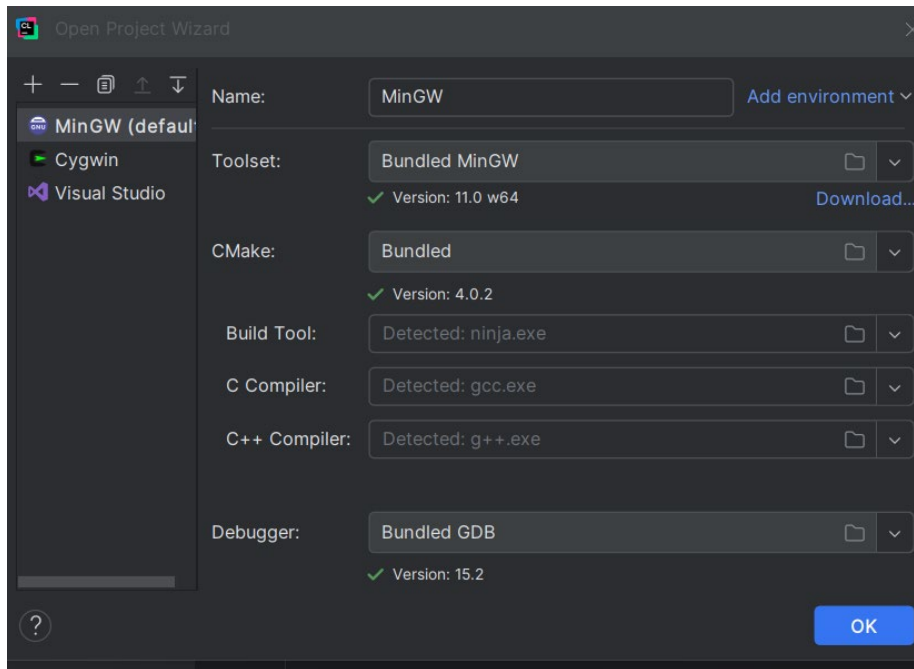 Open Project Wizard
Name: MinGW Add environment
MinGW (defaul
Cygwin
Visual Studio
Toolset: Bundled MinGW
Version: 11.0 w64 Download...
CMake: Bundled
Version: 4.0.2
Build Tool: Detected: ninja.exe
C Compiler: Detected: gcc.exe
C++ Compiler: Detected: g++.exe
Debugger: Bundled GDB
Version: 15.2
? OK